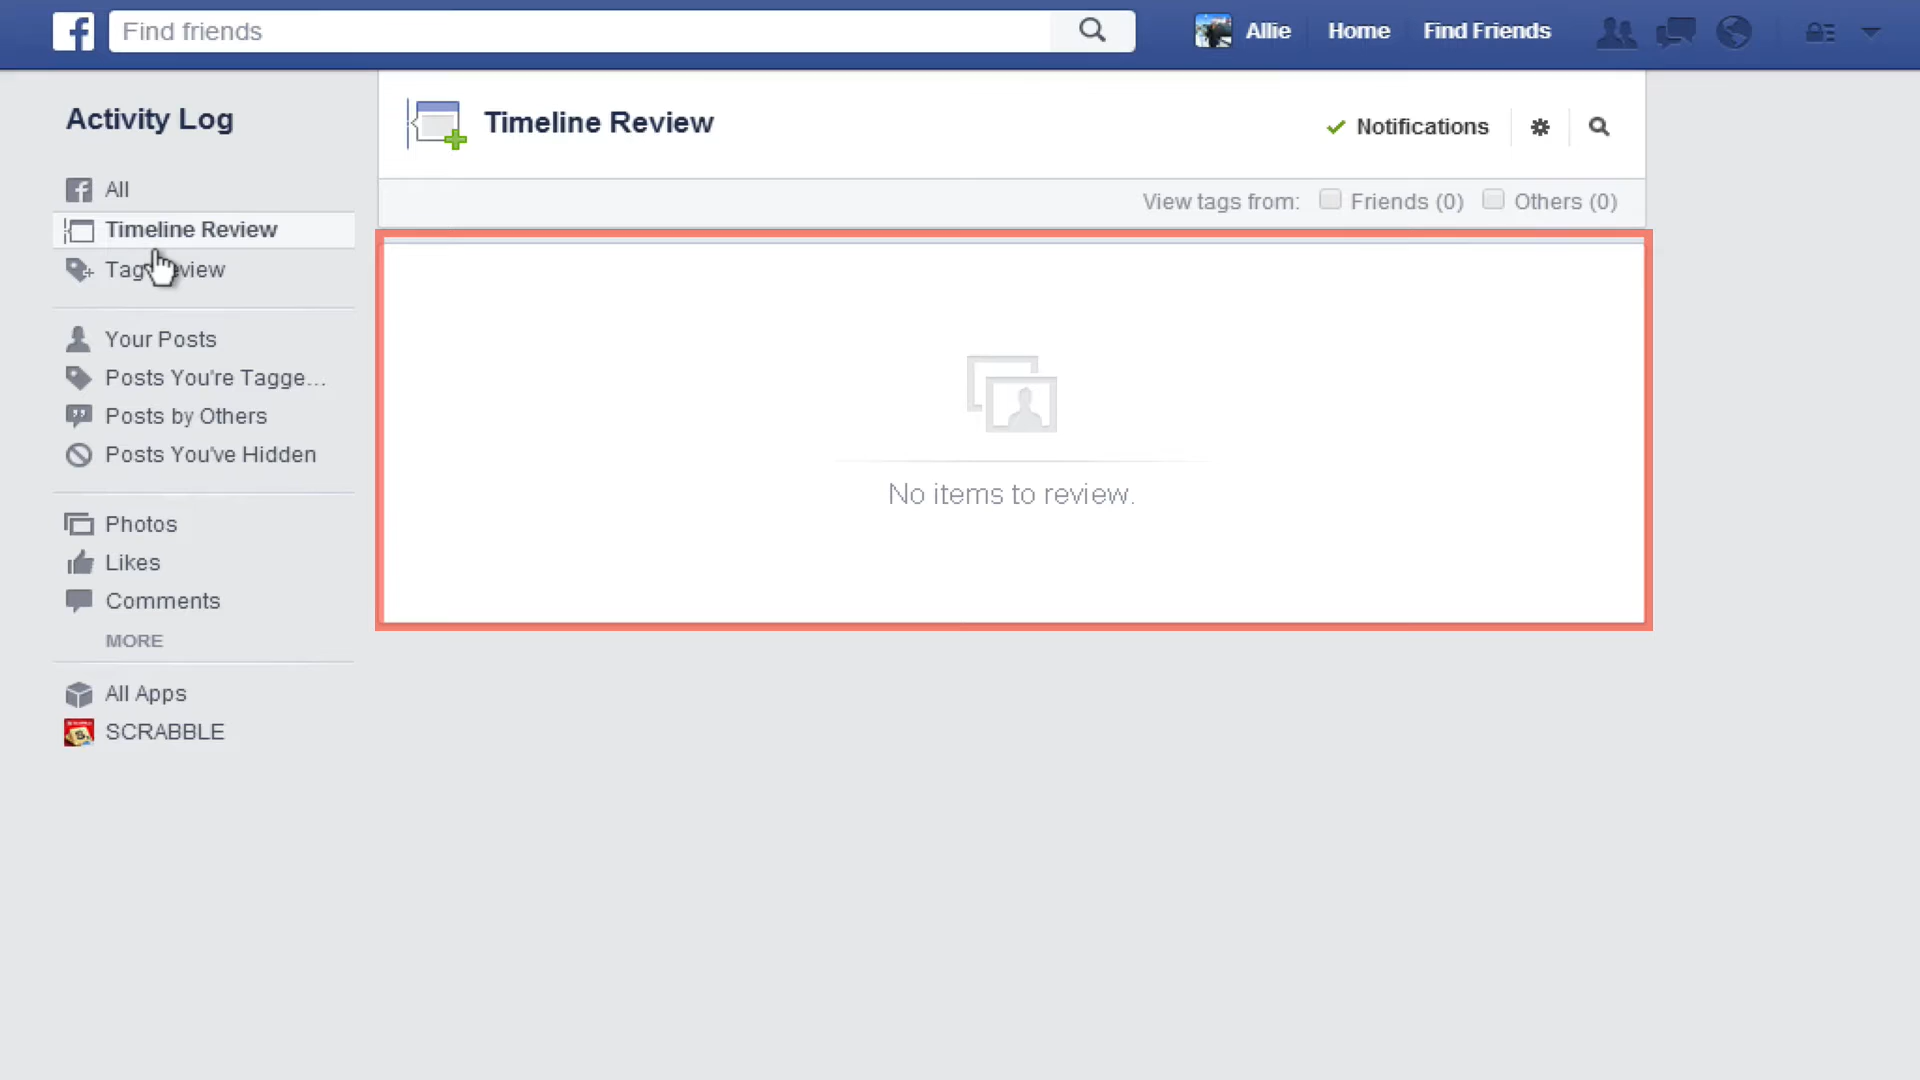 Find friends
Allie
Home
Find Friends
Activity Log
All
Timeline Review
Tag
Your Posts
Posts You're Tagge...
Posts by Others
Posts You've Hidden
Photos
Likes
Comments
MORE
All Apps
SCRABBLE
Timeline Review
Notifications
View tags from: Friends (0) Others (0)
No items to review.